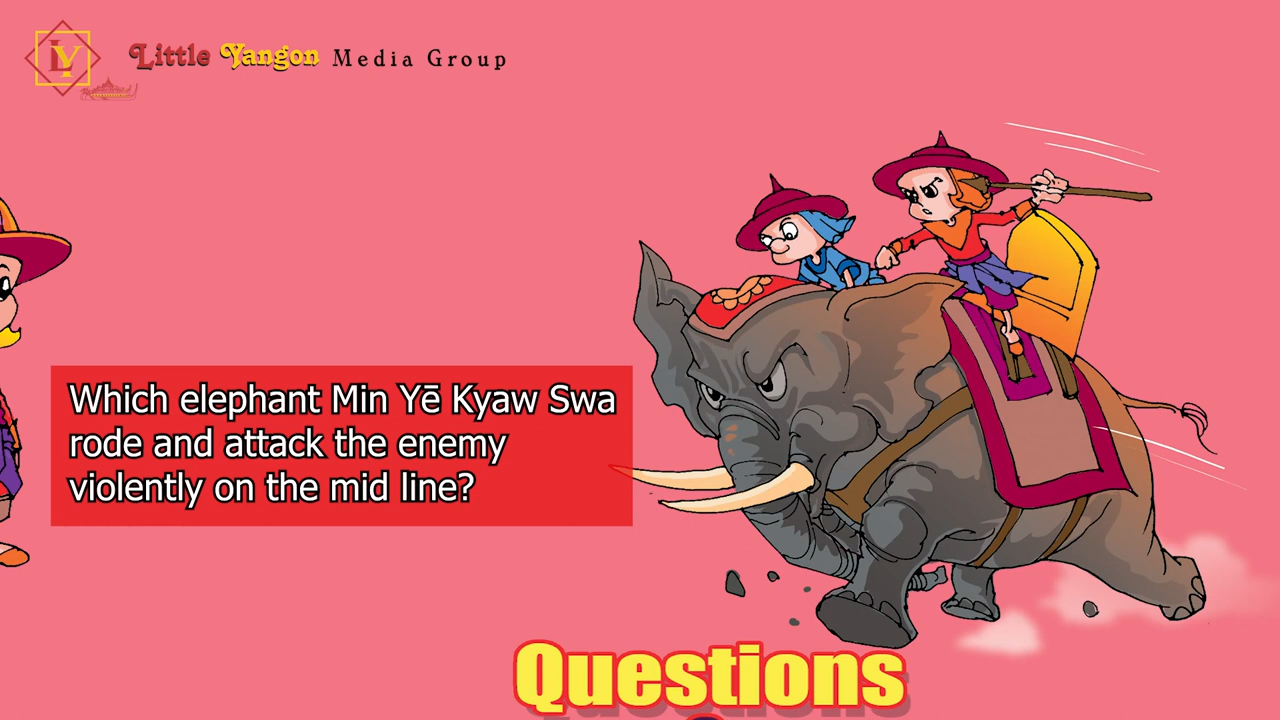 LY
Little Yangon Media Group
Which elephant Min Yē Kyaw Swa
rode and attack the enemy
violently on the mid line?
Questions